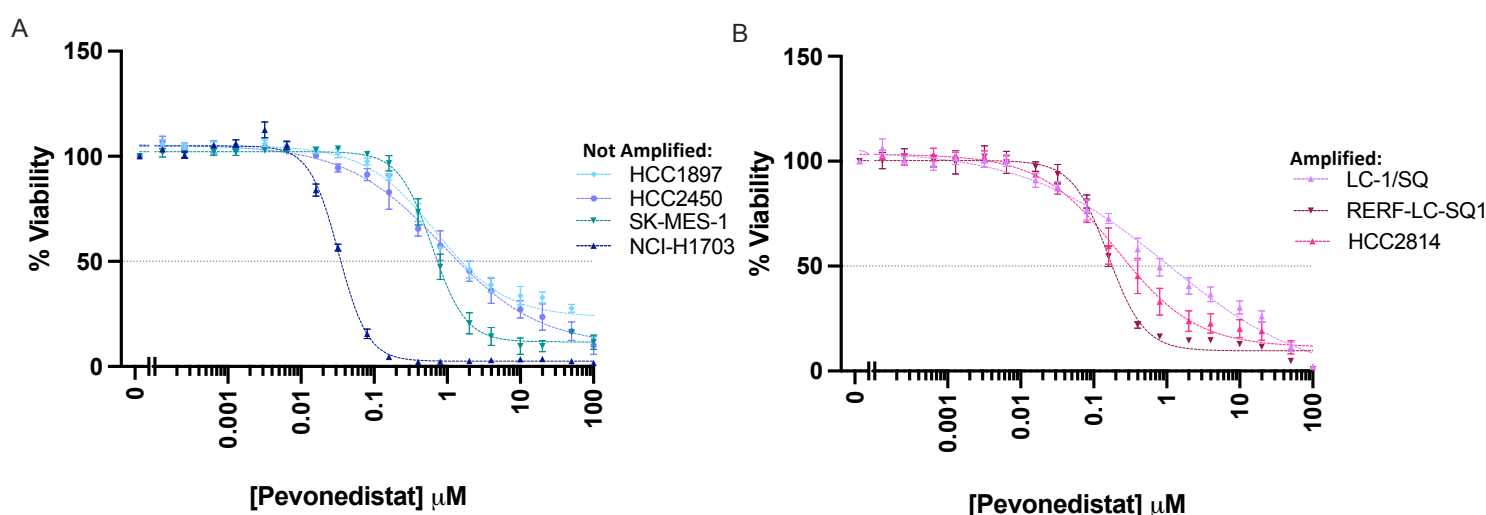 A
150
100
50
0
% Viability
0
0.001
0.01
0.1
1
10
100
[Pevonedistat] μM
Not Amplified:
HCC1897
HCC2450
SK-MES-1
NCI-H1703
B
150
100
50
0
% Viability
0
0.001
0.01
0.1
1
10
100
[Pevonedistat] μM
Amplified:
LC-1/SQ
RERF-LC-SQ1
HCC2814